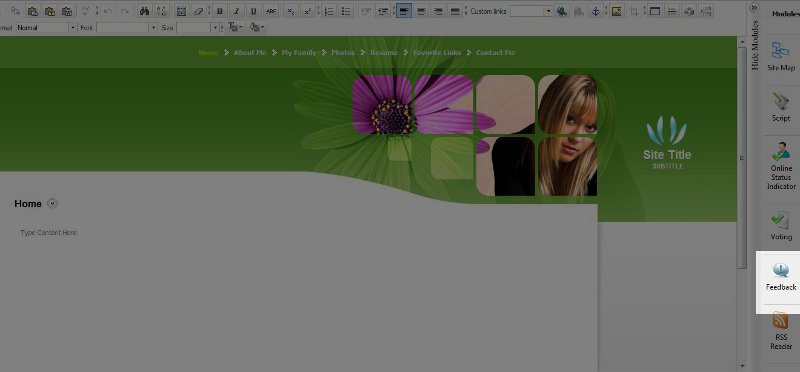 Custom links
Modules
mal Normal Font Size
Hide Modules
Home About Me My Family Photos Resume Favorite Links Contact Me
Site Map
Script
Site Title
SUBTITLE
Online
Status
Indicator
Home
Type Content Here
Voting
Feedback
RSS
Reader